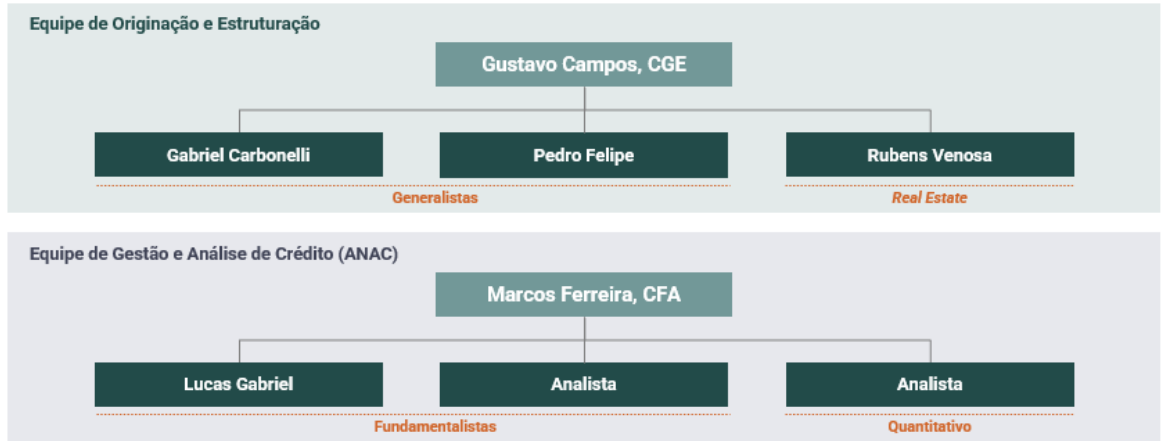 Equipe de Originação e Estruturação
Gustavo Campos, CGE
Gabriel Carbonelli
Pedro Felipe
Rubens Venosa
Generalistas
Real Estate
Equipe de Gestão e Análise de Crédito (ANAC)
Marcos Ferreira, CFA
Lucas Gabriel
Analista
Analista
Fundamentalistas
Quantitativo